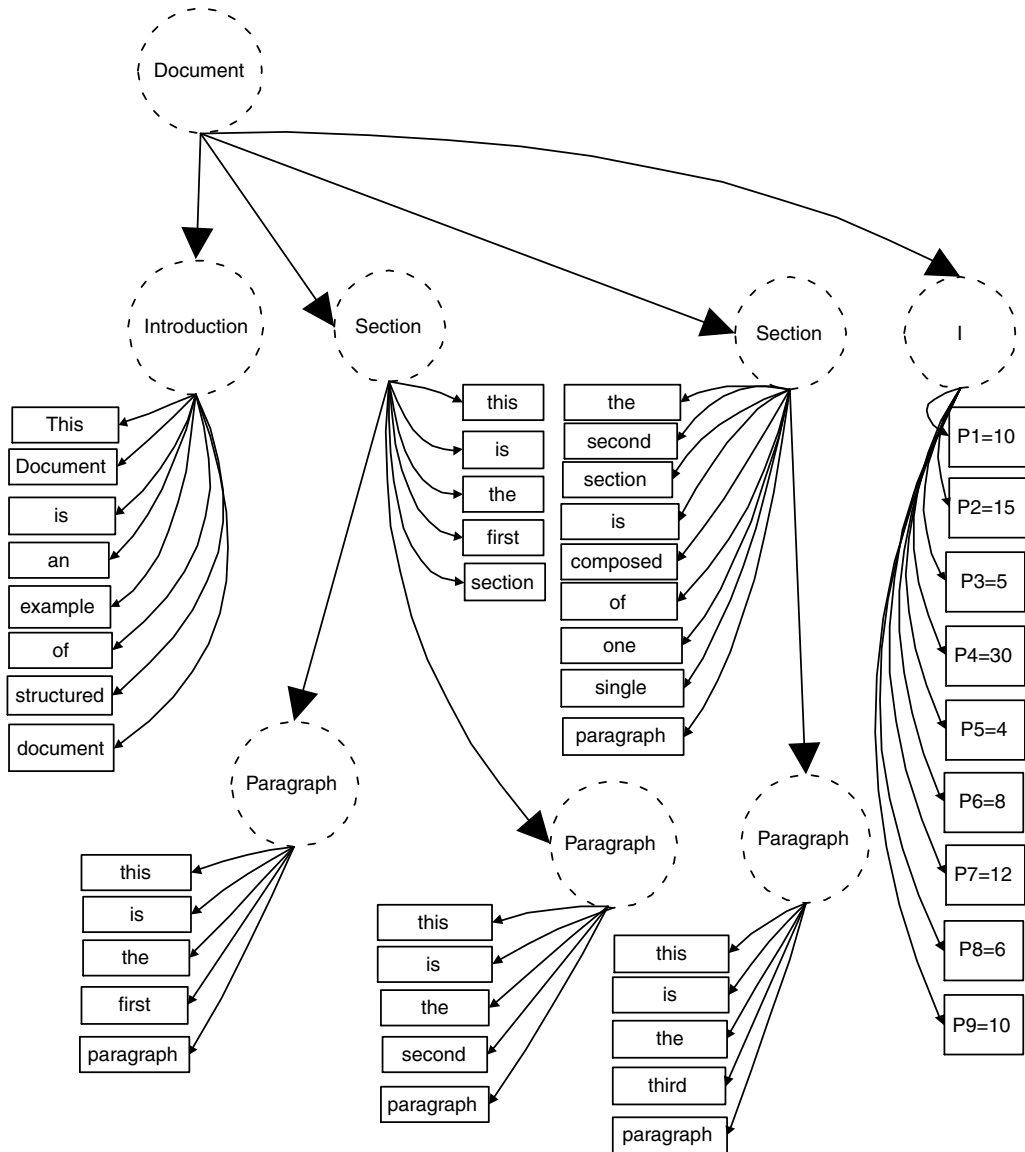 Document
Introduction
Section
Section
I
This
Document
is
an
example
of
structured
document
this
is
the
first
section
the
second
section
is
composed
of
one
single
paragraph
P1=10
P2=15
P3=5
P4=30
P5=4
P6=8
P7=12
P8=6
P9=10
Paragraph
this
is
the
first
paragraph
Paragraph
this
is
the
second
paragraph
Paragraph
this
is
the
third
paragraph